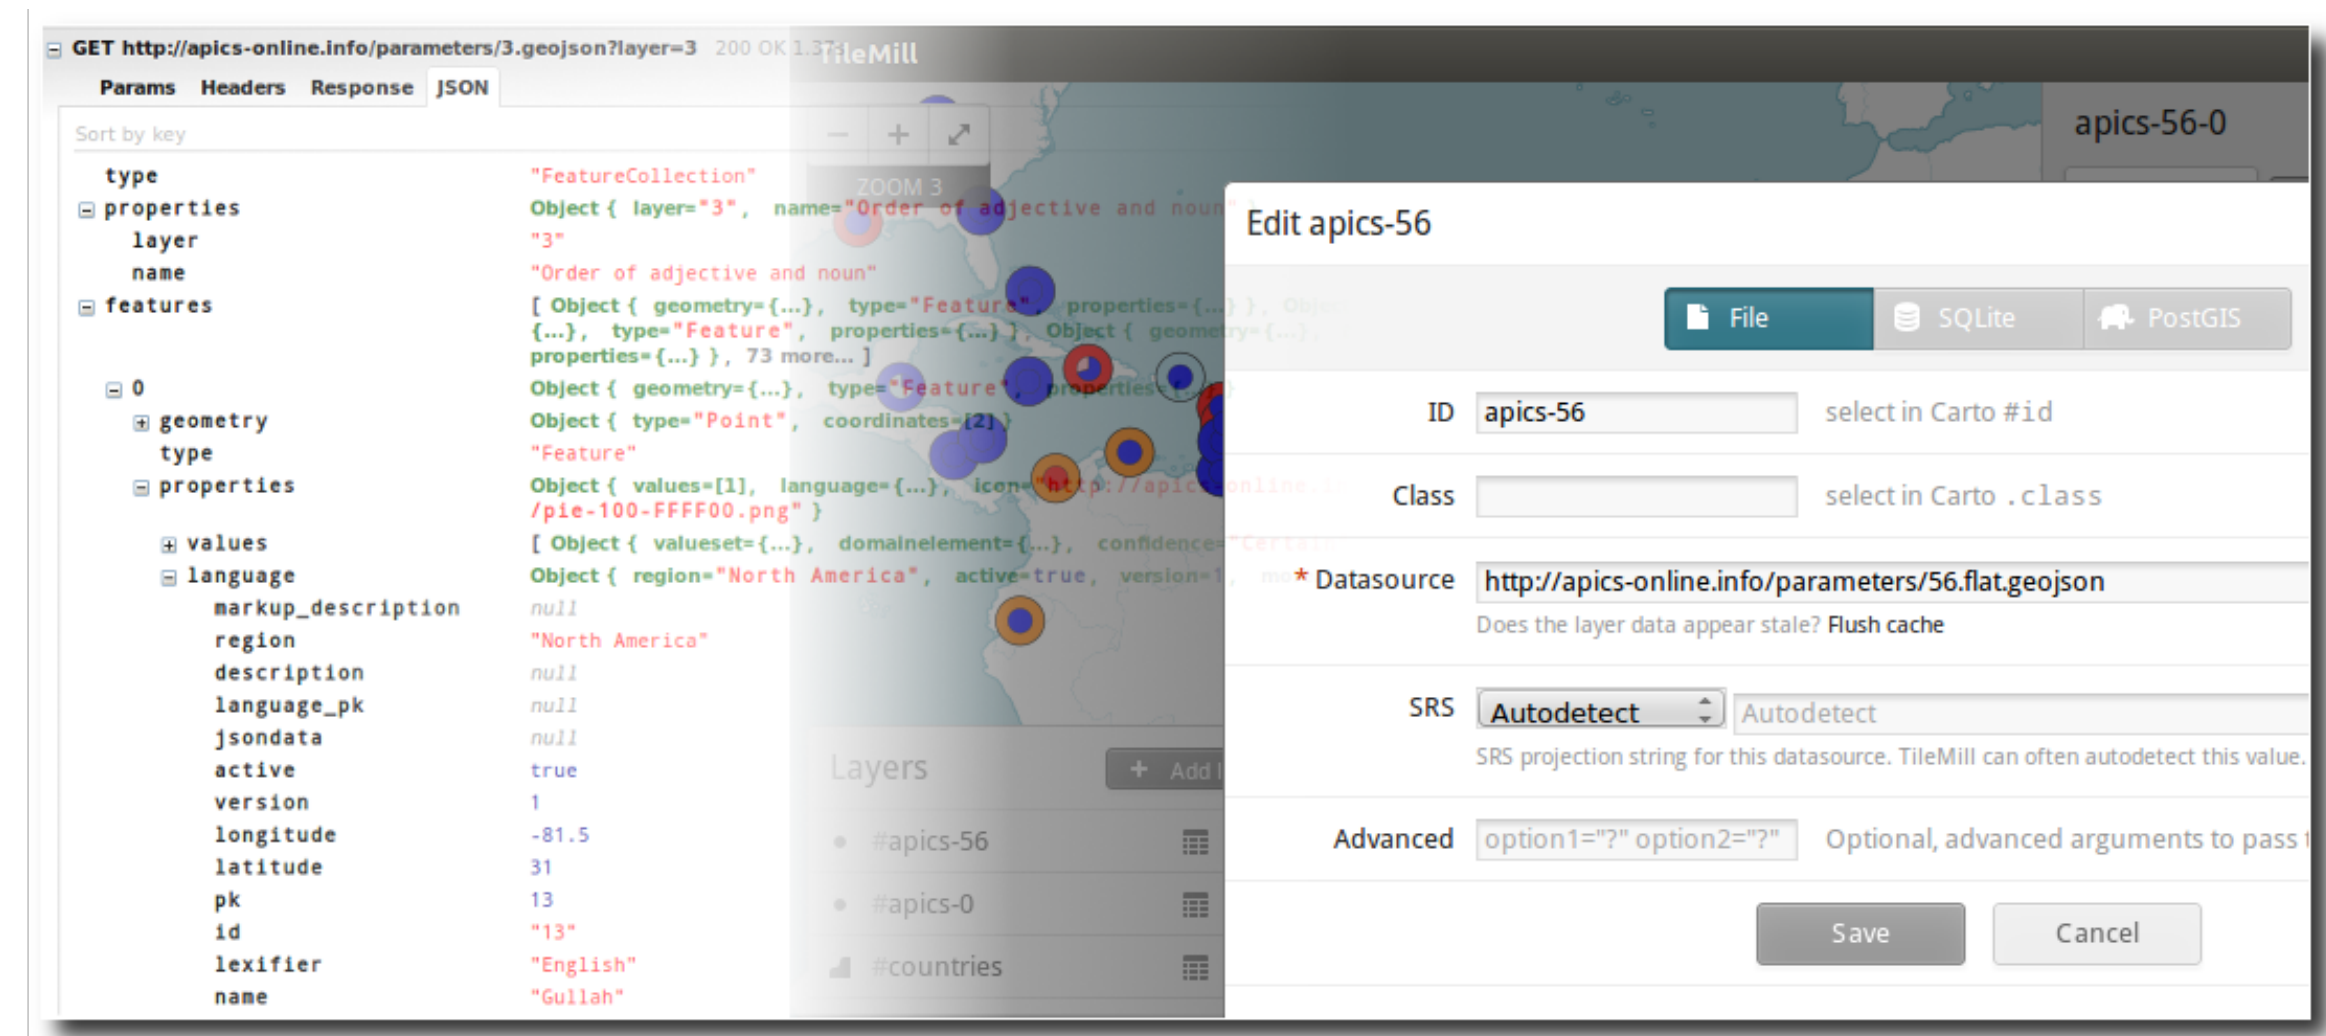 GET http://apics-online.info/parameters/3.geojson?layer=3 200 OK 1.37s
Params Headers Response JSON
Sort by key
type "FeatureCollection"
properties Object { layer="3", name="Order of adjective and noun" }
layer "3"
name "Order of adjective and noun"
features [ Object { geometry={...}, type="Feature", properties={...} }, Object
{...}, type="Feature", properties={...} }, Object { geometry={...},
properties={...} }, 73 more... ]
0 Object { geometry={...}, type="Feature", properties={...} }
geometry Object { type="Point", coordinates=[2] }
type "Feature"
properties Object { values=[1], language={...}, icon="http://apics-online.i
/pie-100-FFFF00.png" }
values [ Object { valueset={...}, domainelement={...}, confidence="Certain
language Object { region="North America", active=true, version=1, mo
markup_description null
region "North America"
description null
language_pk null
jsondata null
active true
version 1
longitude -81.5
latitude 31
pk 13
id "13"
lexifier "English"
name "Gullah"
TileMill
ZOOM 3
Layers
+ Add l
#apics-56
#apics-0
#countries
apics-56-0
Edit apics-56
File SQLite PostGIS
ID apics-56 select in Carto #id
Class select in Carto .class
* Datasource http://apics-online.info/parameters/56.flat.geojson
Does the layer data appear stale? Flush cache
SRS Autodetect Autodetect
SRS projection string for this datasource. TileMill can often autodetect this value.
Advanced option1="?" option2="?" Optional, advanced arguments to pass t
Save Cancel